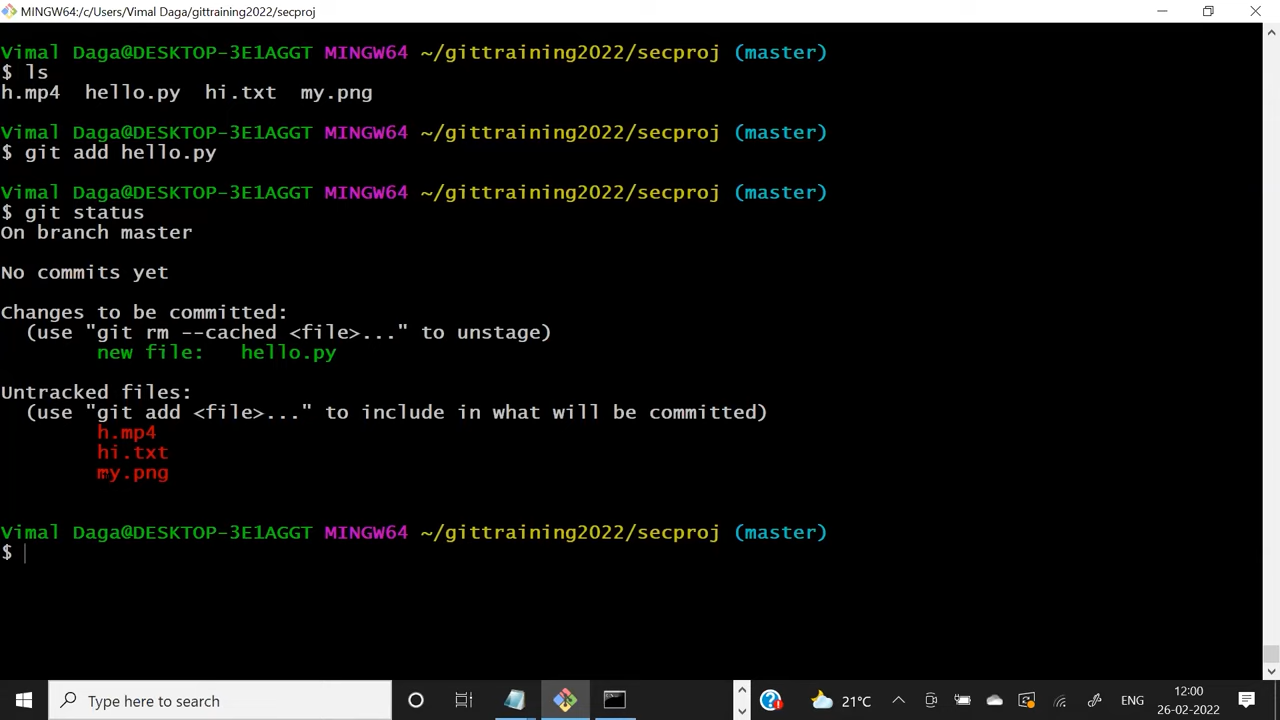 MINGW64:/c/Users/Vimal Daga/gittraining2022/secproj
Vimal Daga@DESKTOP-3E1AGGT MINGW64 ~/gittraining2022/secproj (master)
$ ls
h.mp4  hello.py  hi.txt  my.png
Vimal Daga@DESKTOP-3E1AGGT MINGW64 ~/gittraining2022/secproj (master)
$ git add hello.py
Vimal Daga@DESKTOP-3E1AGGT MINGW64 ~/gittraining2022/secproj (master)
$ git status
On branch master
No commits yet
Changes to be committed:
  (use "git rm --cached <file>..." to unstage)
        new file:   hello.py
Untracked files:
  (use "git add <file>..." to include in what will be committed)
        h.mp4
        hi.txt
        my.png
Vimal Daga@DESKTOP-3E1AGGT MINGW64 ~/gittraining2022/secproj (master)
$
Type here to search
21°C
ENG
12:00
26-02-2022